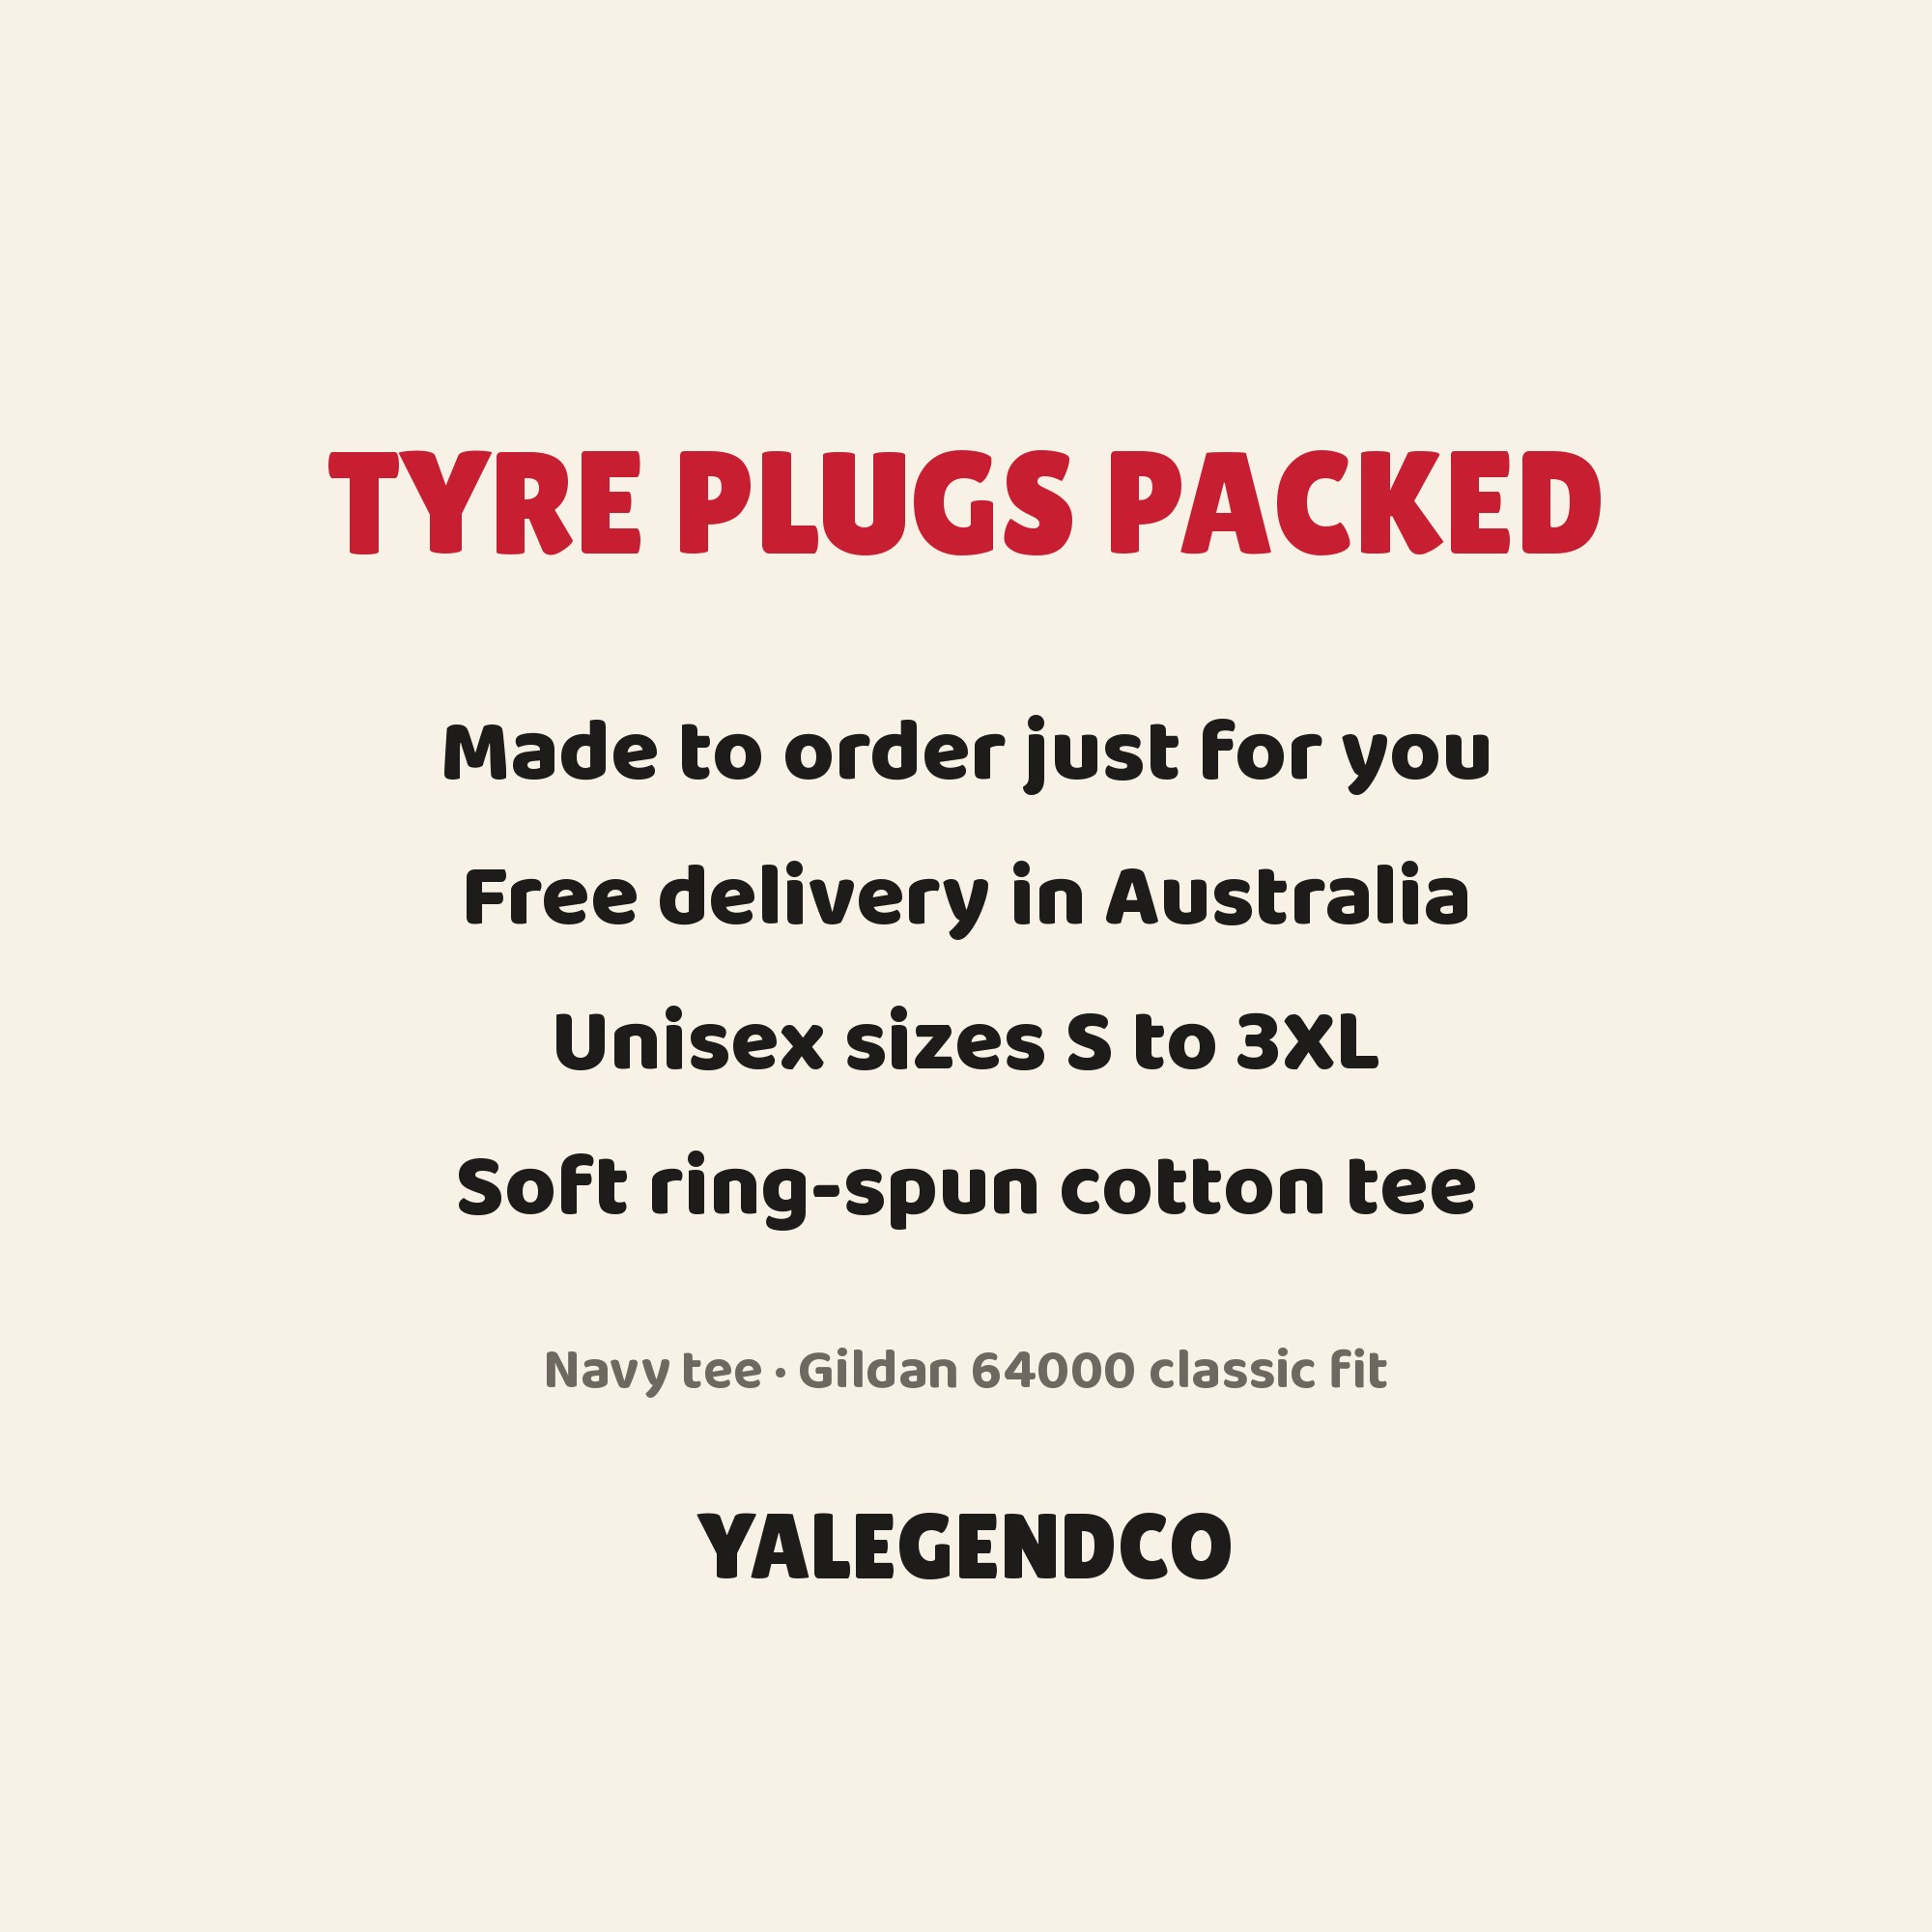 TYRE PLUGS PACKED
Made to order just for you
Free delivery in Australia
Unisex sizes S to 3XL
Soft ring-spun cotton tee
Navy tee · Gildan 64000 classic fit
YALEGENDCO